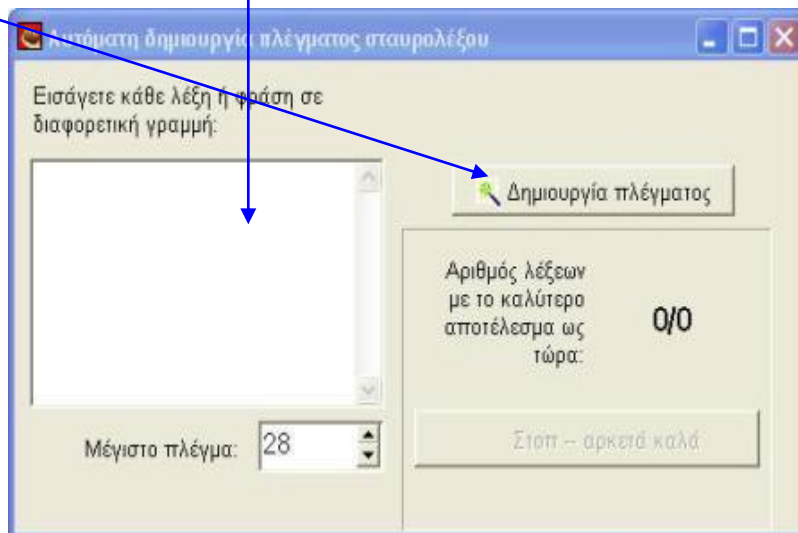 Αυτόματη δημιουργία πλέγματος σταυρολέξου
Εισάγετε κάθε λέξη ή φράση σε
διαφορετική γραμμή:
Δημιουργία πλέγματος
Αριθμός λέξεων
με το καλύτερο
αποτέλεσμα ως
τώρα:
0/0
Μέγιστο πλέγμα:
28
Στοπ – αρκετά καλά